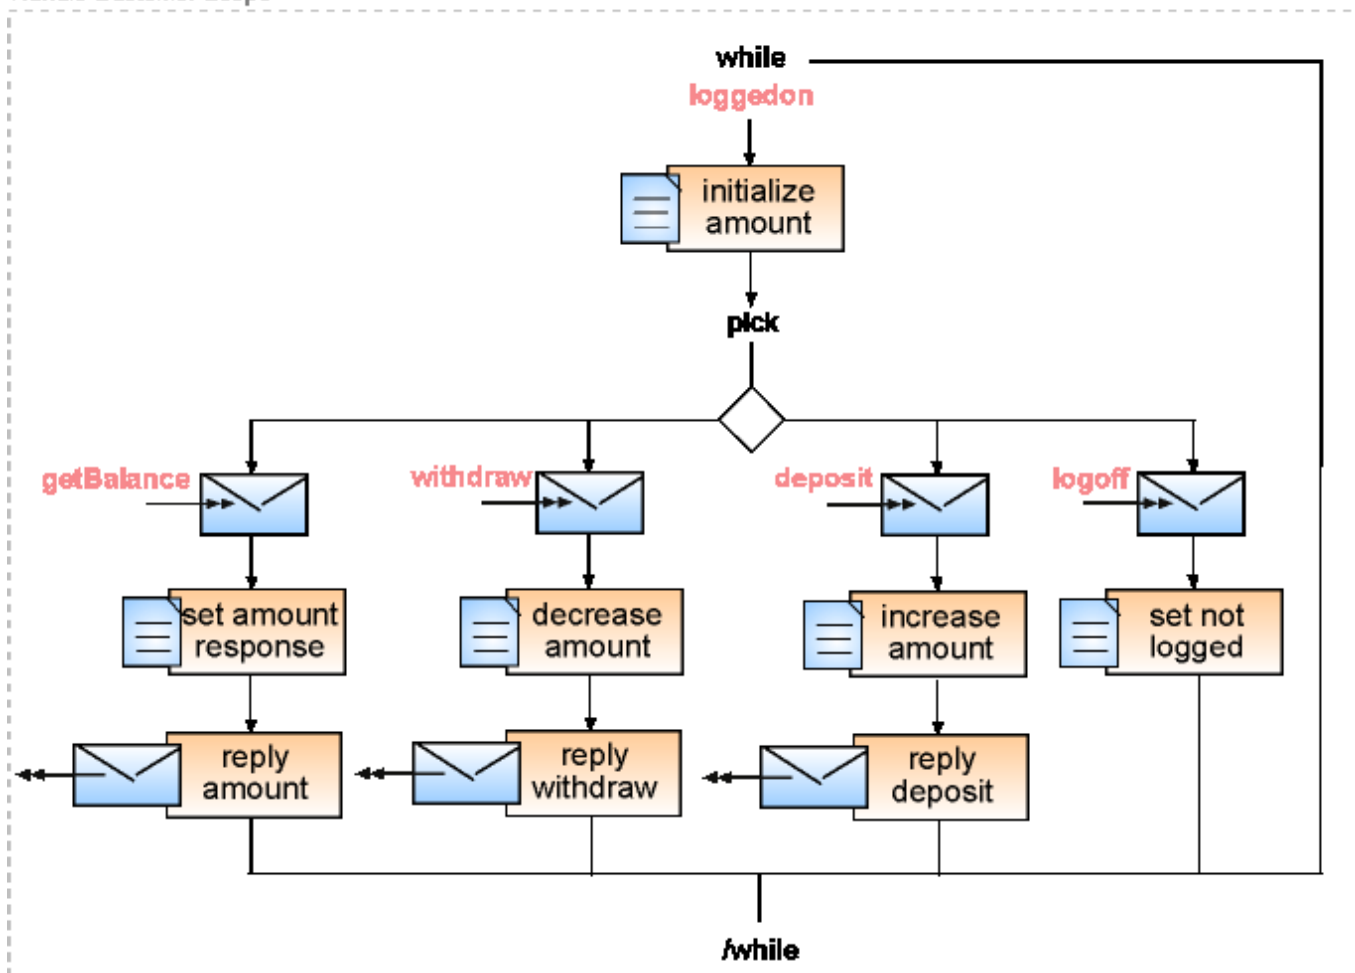 while
loggedon
initialize
amount
pick
getBalance
withdraw
deposit
logoff
set amount
response
decrease
amount
increase
amount
set not
logged
reply
amount
reply
withdraw
reply
deposit
/while